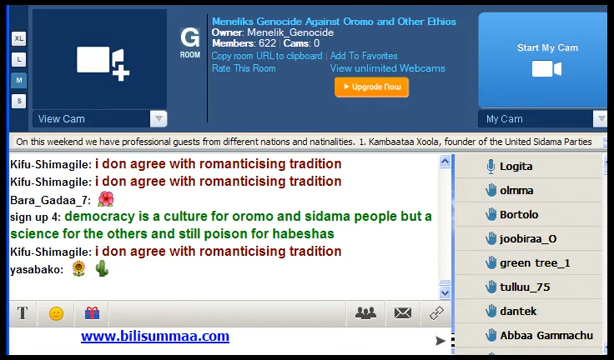 XL
L
M
S
View Cam
G
ROOM
Meneliks Genocide Against Oromo and Other Ethios
Owner: Menelik_Genocide
Members: 622 Cams: 0
Copy room URL to clipboard Add To Favorites
Rate This Room View unlimited Webcams
Upgrade Now
Start My Cam
My Cam
On this weekend we have professional guests from different nations and natinalities. 1. Kambaataa Xoola, founder of the United Sidama Parties
Kifu-Shimagile: i don agree with romanticising tradition
Kifu-Shimagile: i don agree with romanticising tradition
Bara_Gadaa_7:
sign up 4: democracy is a culture for oromo and sidama people but a
science for the others and still poison for habeshas
Kifu-Shimagile: i don agree with romanticising tradition
yasabako:
T
www.bilisummaa.com
Logita
olmma
Bortolo
joobiraa_O
green tree_1
tulluu_75
dantek
Abbaa Gammachu